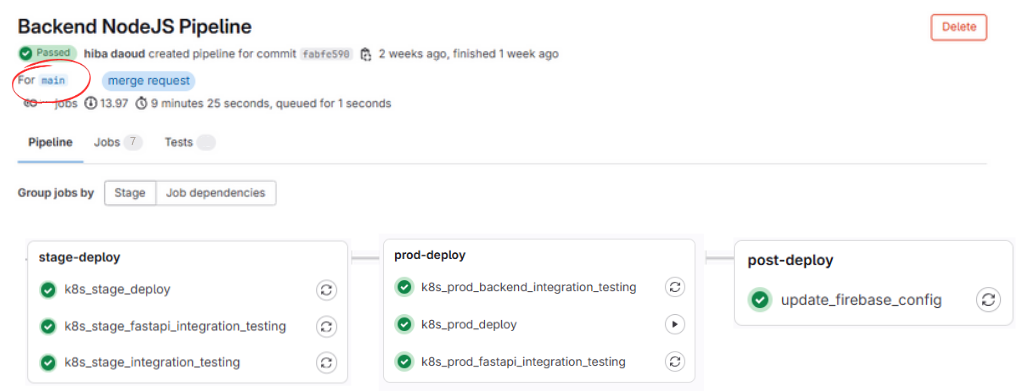 Backend NodeJS Pipeline
Delete
Passed hiba daoud created pipeline for commit fabfe590 2 weeks ago, finished 1 week ago
For main merge request
jobs 13.97 9 minutes 25 seconds, queued for 1 seconds
Pipeline Jobs 7 Tests
Group jobs by Stage Job dependencies
stage-deploy
k8s_stage_deploy
k8s_stage_fastapi_integration_testing
k8s_stage_integration_testing
prod-deploy
k8s_prod_backend_integration_testing
k8s_prod_deploy
k8s_prod_fastapi_integration_testing
post-deploy
update_firebase_config